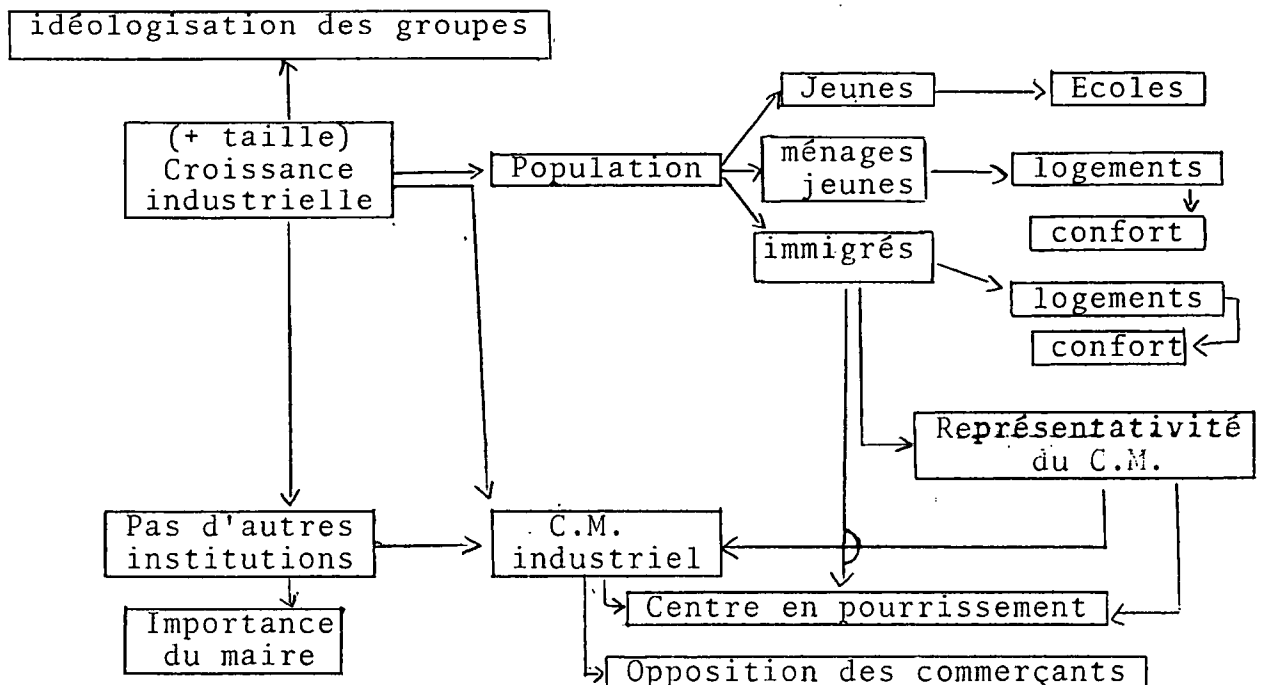 idéologisation des groupes
(+ taille)
Croissance
industrielle
Population
Jeunes
Ecoles
ménages
jeunes
logements
confort
immigrés
logements
confort
Représentativité
du C.M.
Pas d'autres
institutions
C.M.
industriel
Importance
du maire
Centre en pourrissement
Opposition des commerçants